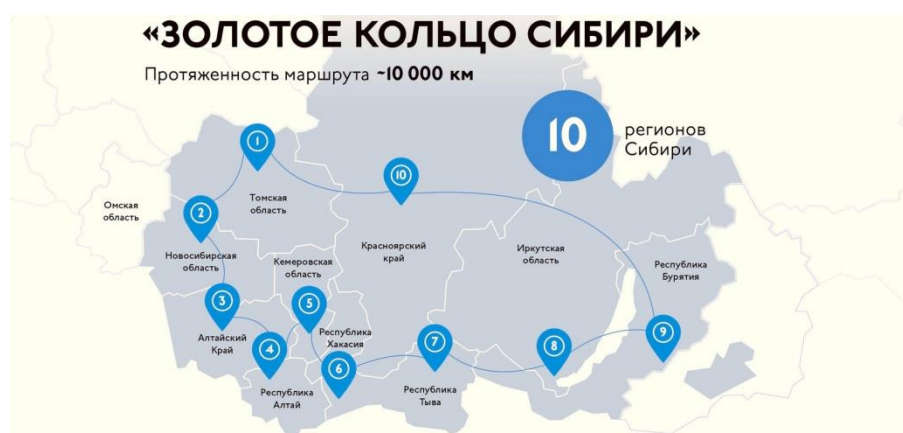 «ЗОЛОТОЕ КОЛЬЦО СИБИРИ»
Протяженность маршрута ~10 000 км
10
регионов
Сибири
1
Томская
область
10
Омская
область
2
Новосибирская
область
Кемеровская
область
Красноярский
край
Иркутская
область
Республика
Бурятия
3
Алтайский
Край
4
Республика
Алтай
5
Республика
Хакасия
6
7
Республика
Тыва
8
9